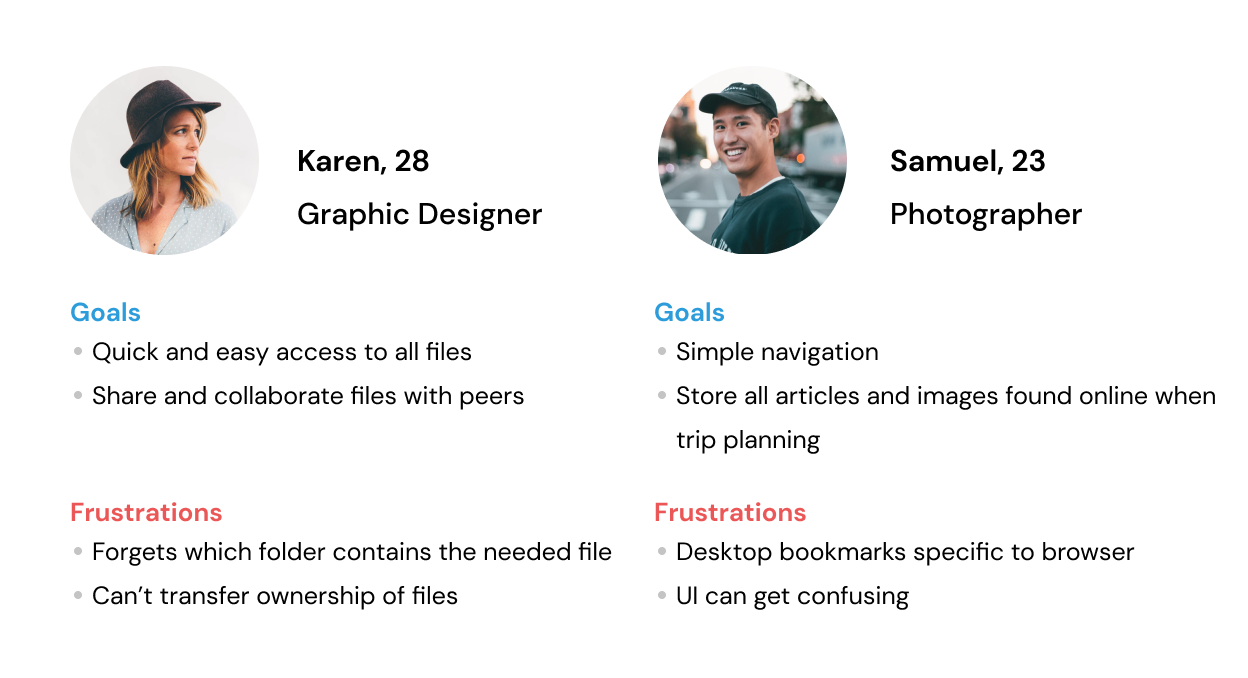 Karen, 28
Graphic Designer
Goals
Quick and easy access to all files
Share and collaborate files with peers
Frustrations
Forgets which folder contains the needed file
Can’t transfer ownership of files
Samuel, 23
Photographer
Goals
Simple navigation
Store all articles and images found online when
trip planning
Frustrations
Desktop bookmarks specific to browser
UI can get confusing